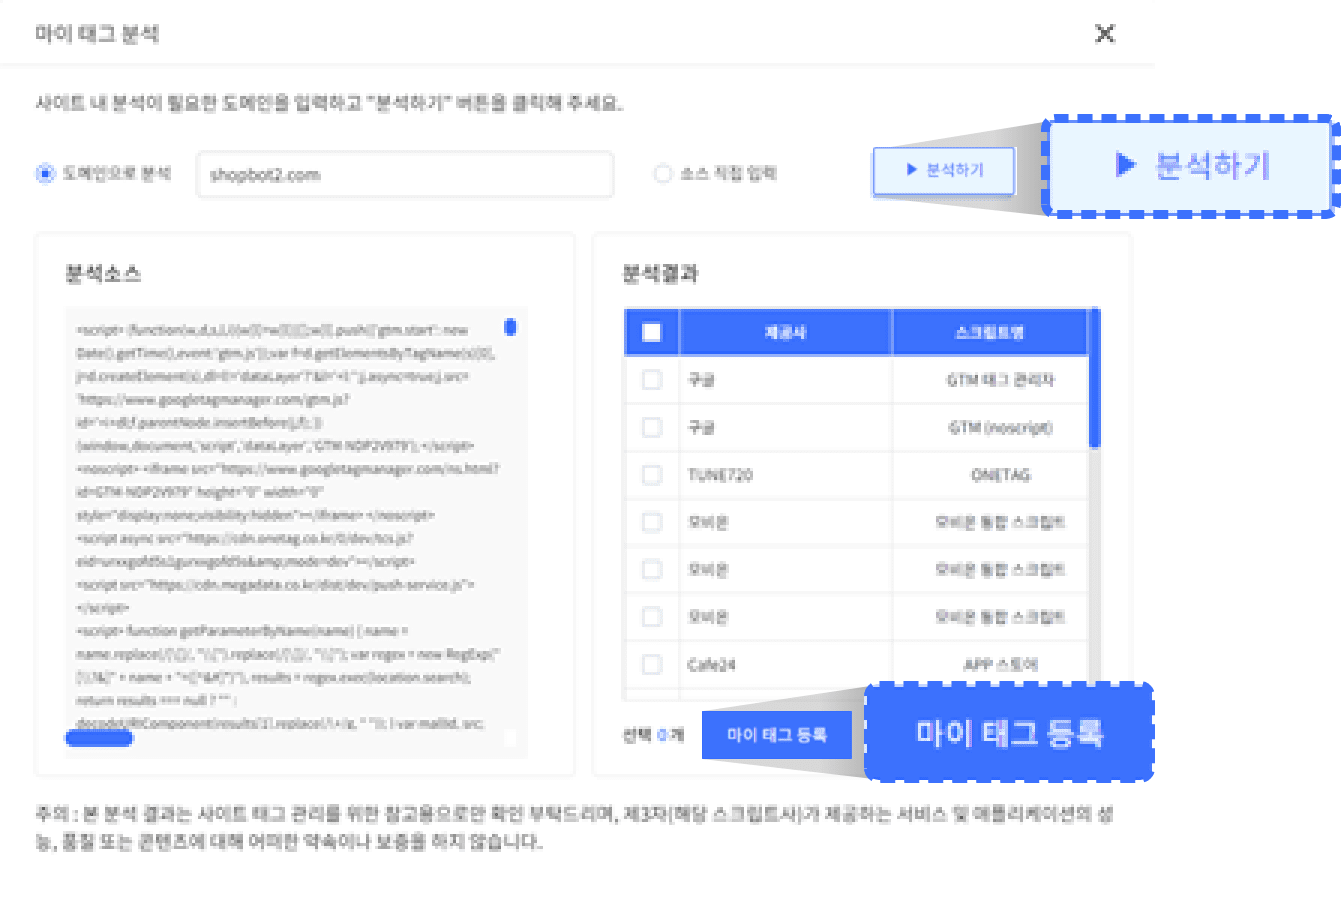 마이 태그 분석
사이트 내 분석이 필요한 도메인을 입력하고 "분석하기" 버튼을 클릭해 주세요.
도메인으로 분석
shopbot2.com
소스 직접 입력
분석하기
분석하기
분석소스
<script> (function(w,d,s,l,i){w[l]=w[l]||[];w[l].push({'gtm.start': new
Date().getTime(),event:'gtm.js'});var f=d.getElementsByTagName(s)[0],
j=d.createElement(s),dl=l!='dataLayer'?'&l='+l:'';j.async=true;j.src=
'https://www.googletagmanager.com/gtm.js?
id='+i+dl;f.parentNode.insertBefore(j,f); })
(window,document,'script','dataLayer','GTM-NDP2V979'); </script>
<noscript> <iframe src="https://www.googletagmanager.com/ns.html?
id=GTM-NDP2V979" height="0" width="0"
style="display:none;visibility:hidden"></iframe> </noscript>
<script async src="https://cdn.onetag.co.kr/0/dev/tcs.js?
</script>
<script src="https://cdn.megadata.co.kr/dist/dev/push-service.js">
</script>
<script> function getParameterByName(name) { name =
var regex = new RegExp("
results = regex.exec(location.search);
return results === null ? "" :
decodeURIComponent(results[1].replace(/\+/g, " ")); } var mallId, src;
분석결과
제공사 스크립트명
구글 GTM 태그 관리자
구글 GTM (noscript)
TUNE720 ONETAG
모비온 모비온 통합 스크립트
모비온 모비온 통합 스크립트
모비온 모비온 통합 스크립트
Cafe24 APP 스토어
선택 0개
마이 태그 등록
마이 태그 등록
주의 : 본 분석 결과는 사이트 태그 관리를 위한 참고용으로만 확인 부탁드리며, 제3자(해당 스크립트사)가 제공하는 서비스 및 애플리케이션의 성
능, 품질 또는 콘텐츠에 대해 어떠한 약속이나 보증을 하지 않습니다.